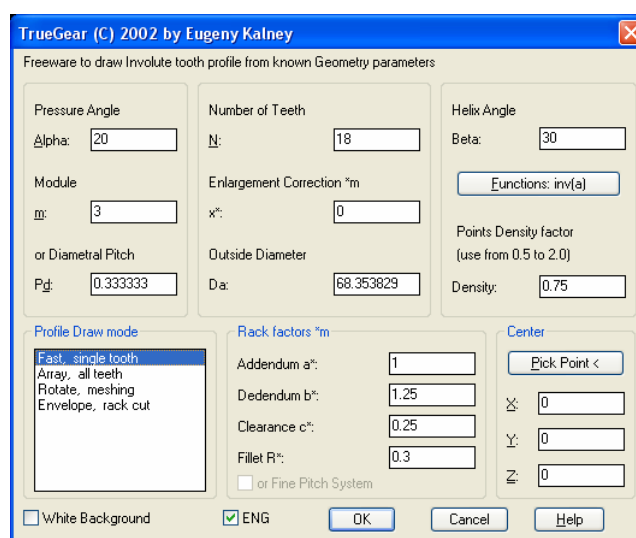 TrueGear (C) 2002 by Eugeny Kalney
Freeware to draw Involute tooth profile from known Geometry parameters
Pressure Angle
Alpha: 20
Module
m: 3
or Diametral Pitch
Pd: 0.333333
Number of Teeth
N: 18
Enlargement Correction *m
x*: 0
Outside Diameter
Da: 68.353829
Helix Angle
Beta: 30
Functions: inv(a)
Points Density factor
(use from 0.5 to 2.0)
Density: 0.75
Profile Draw mode
Fast, single tooth
Array, all teeth
Rotate, meshing
Envelope, rack cut
Rack factors *m
Addendum a*: 1
Dedendum b*: 1.25
Clearance c*: 0.25
Fillet R*: 0.3
or Fine Pitch System
Center
Pick Point <
X: 0
Y: 0
Z: 0
White Background
ENG
OK
Cancel
Help